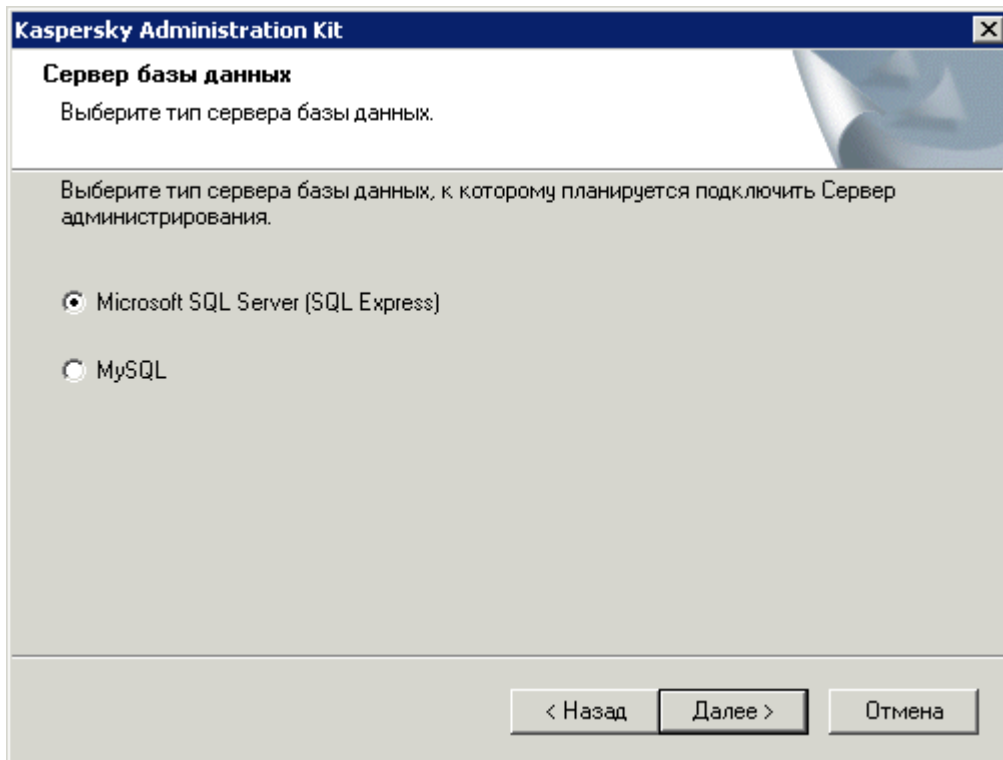 Kaspersky Administration Kit
Сервер базы данных
Выберите тип сервера базы данных.
Выберите тип сервера базы данных, к которому планируется подключить Сервер
администрирования.
Microsoft SQL Server (SQL Express)
MySQL
< Назад
Далее >
Отмена